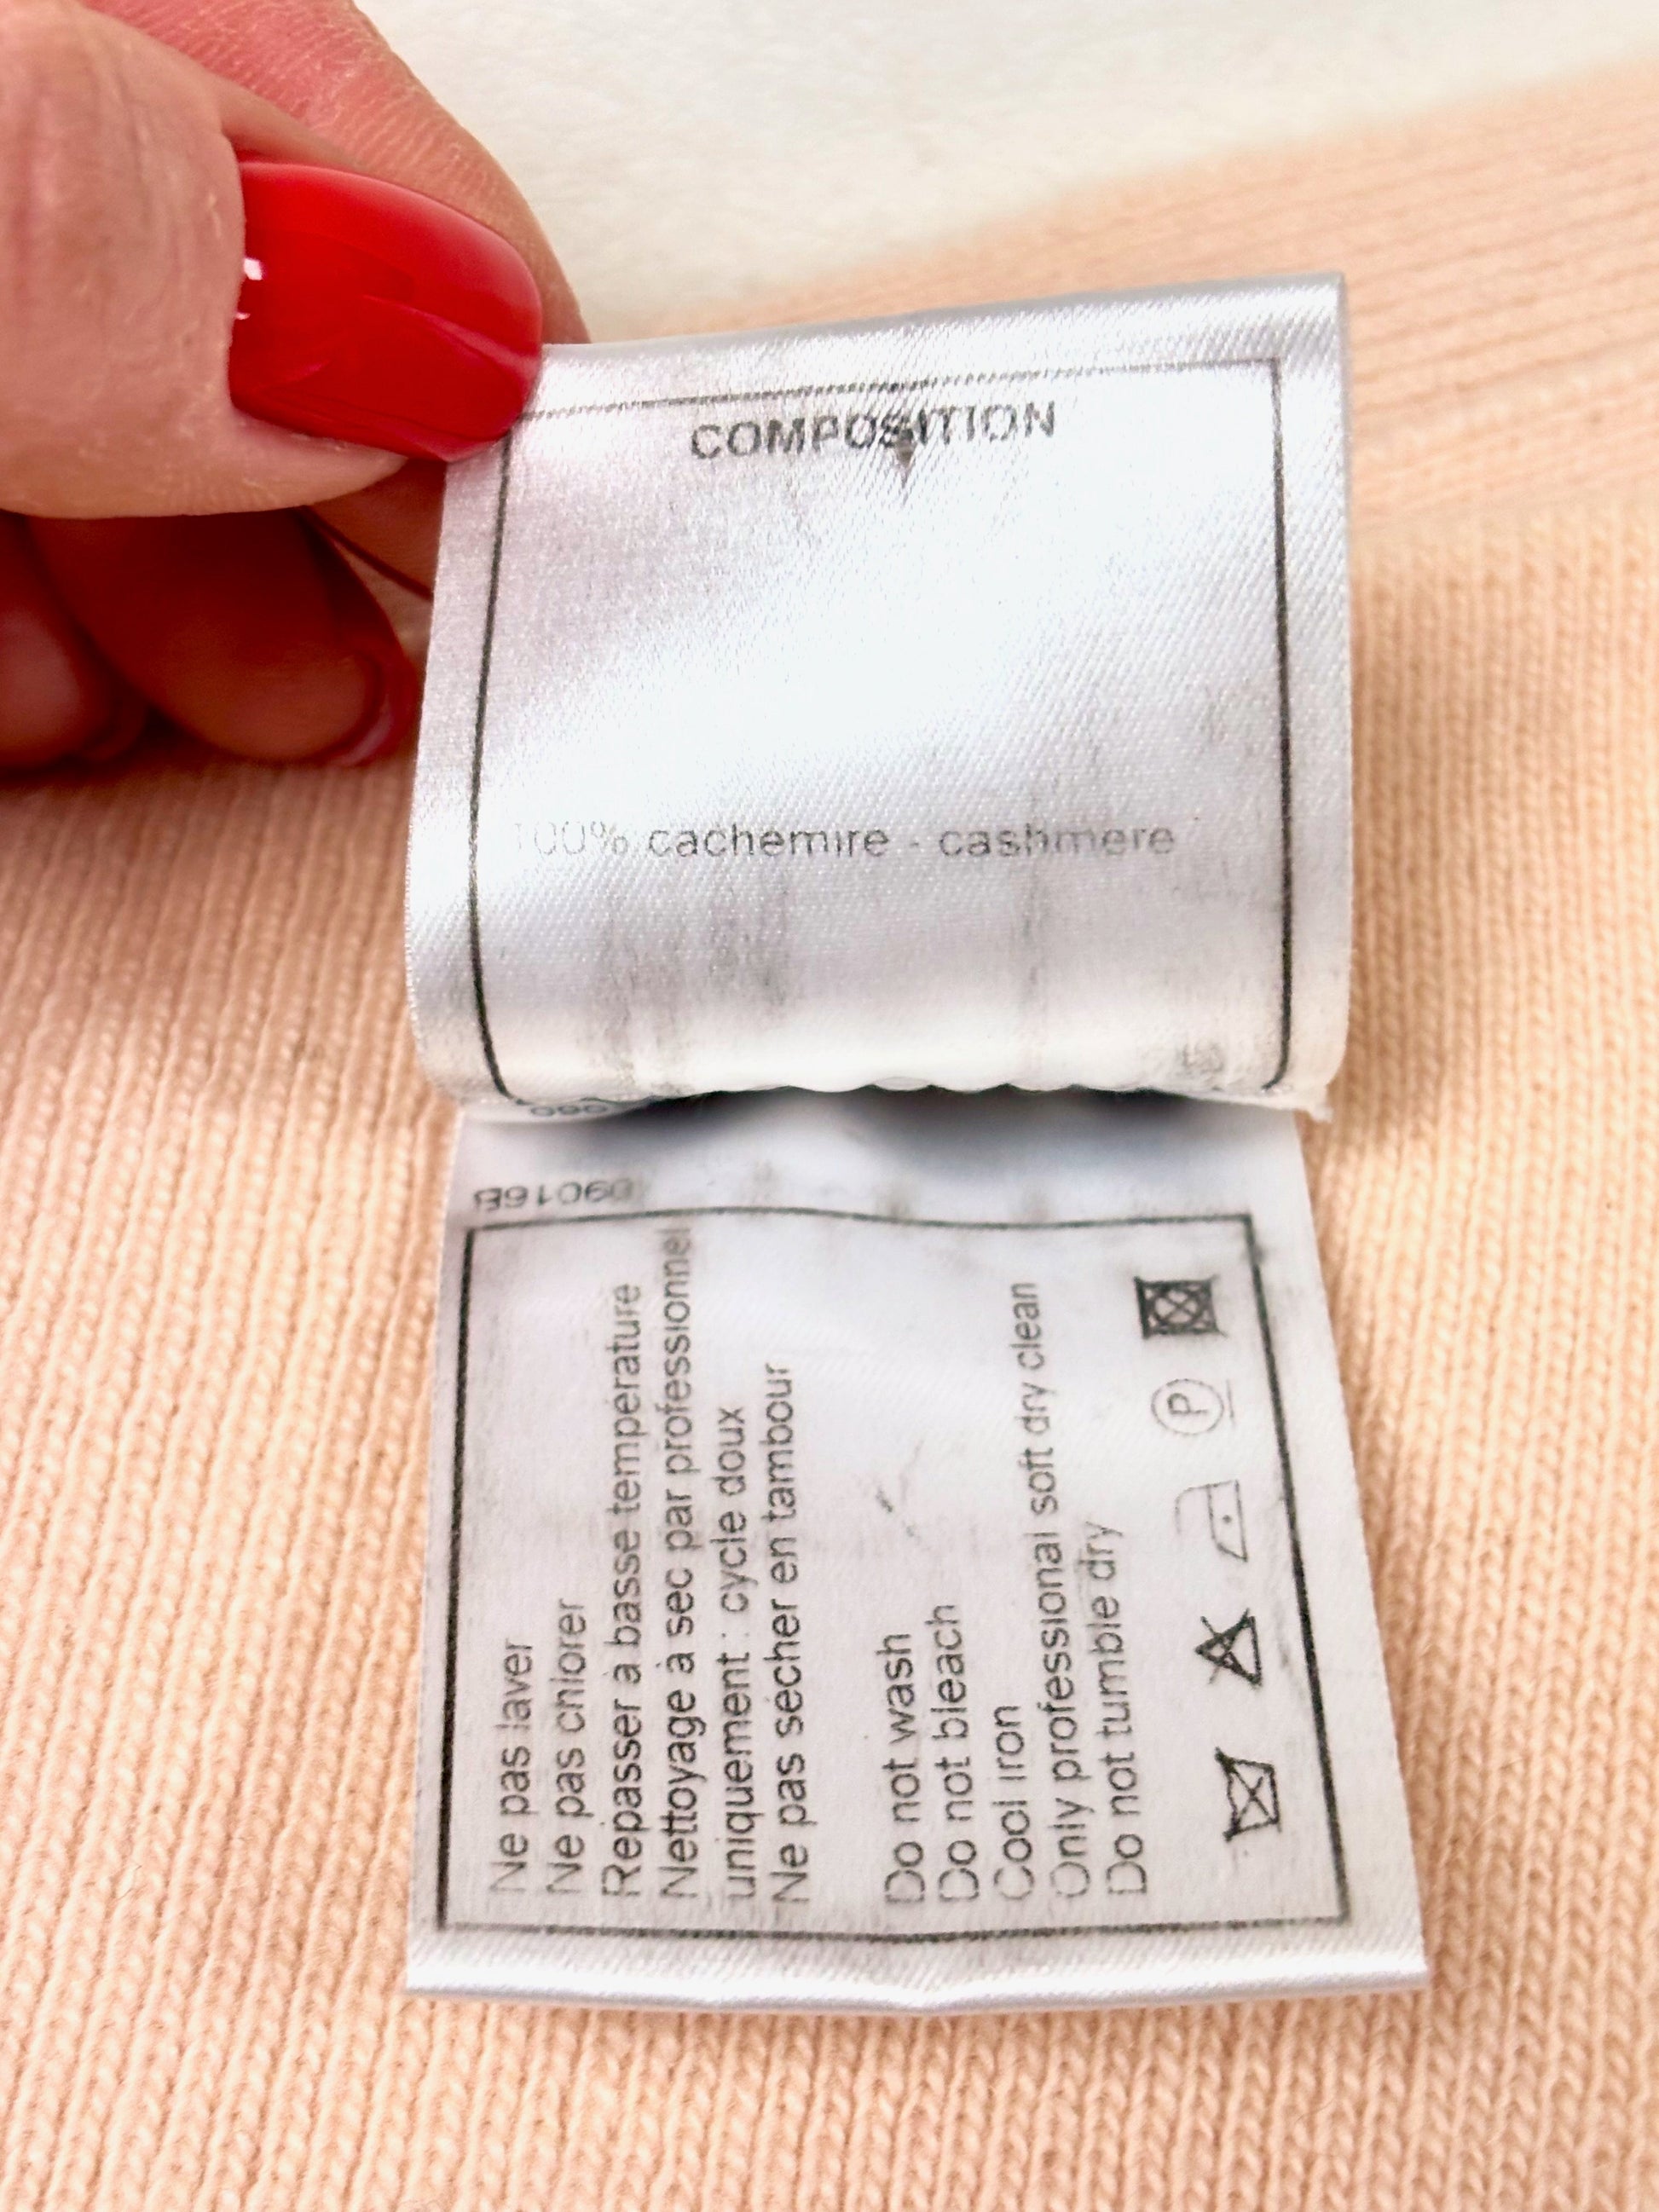 COMPOSITION
100% cachemire - cashmere
090
09016B
Ne pas laver
Ne pas chlorer
Repasser à basse température
Nettoyage à sec par professionnel
uniquement : cycle doux
Ne pas sécher en tambour
Do not wash
Do not bleach
Cool iron
Only professional soft dry clean
Do not tumble dry
P